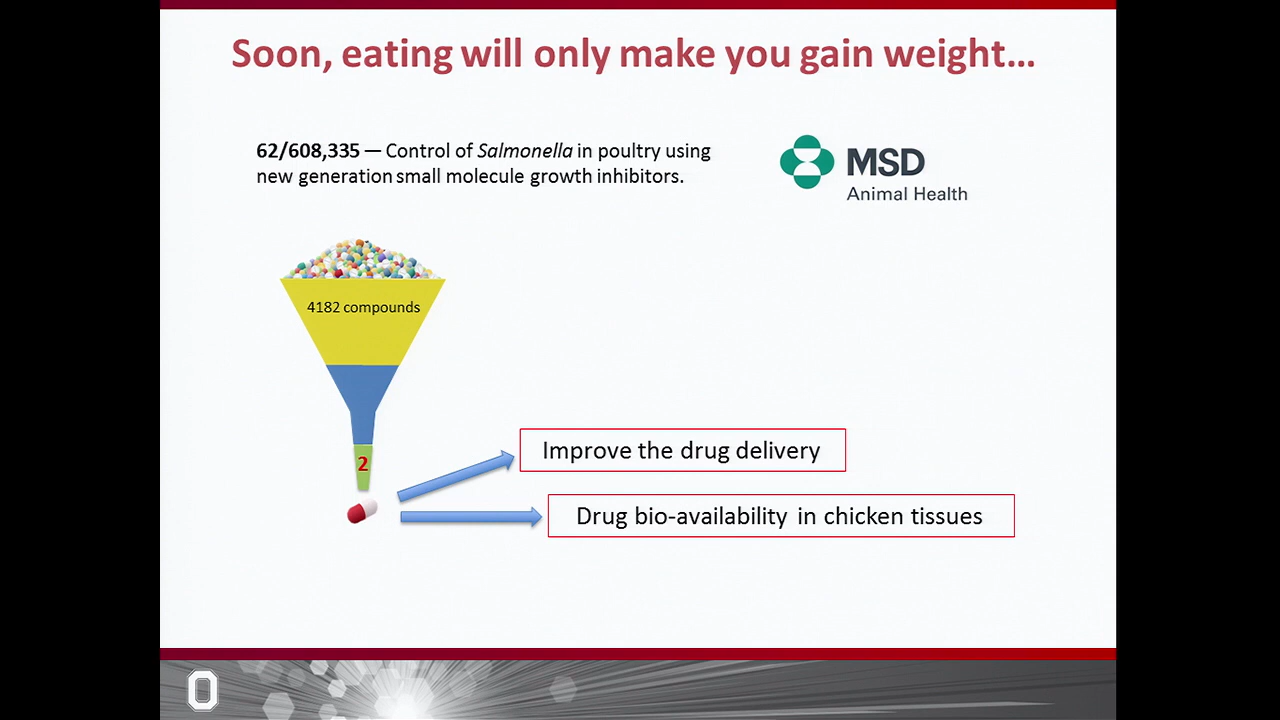 Soon, eating will only make you gain weight...
62/608,335 — Control of Salmonella in poultry using
new generation small molecule growth inhibitors.
MSD
Animal Health
4182 compounds
2
Improve the drug delivery
Drug bio-availability in chicken tissues
O